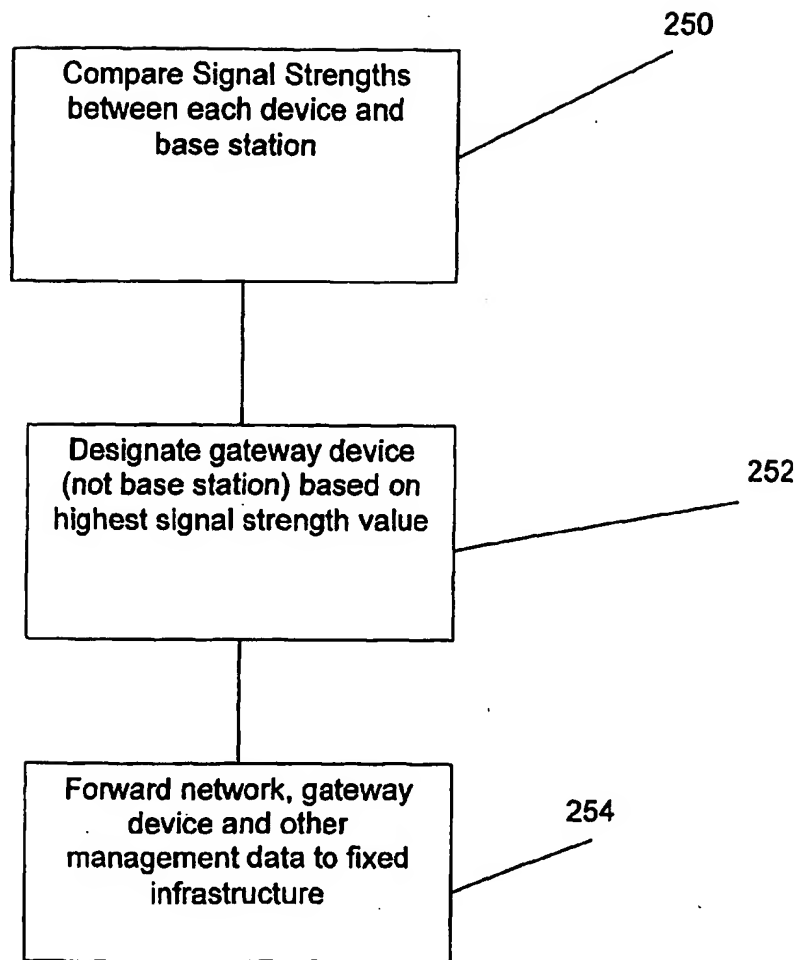 250
Compare Signal Strengths
between each device and
base station
252
Designate gateway device
(not base station) based on
highest signal strength value
254
Forward network, gateway
device and other
management data to fixed
infrastructure